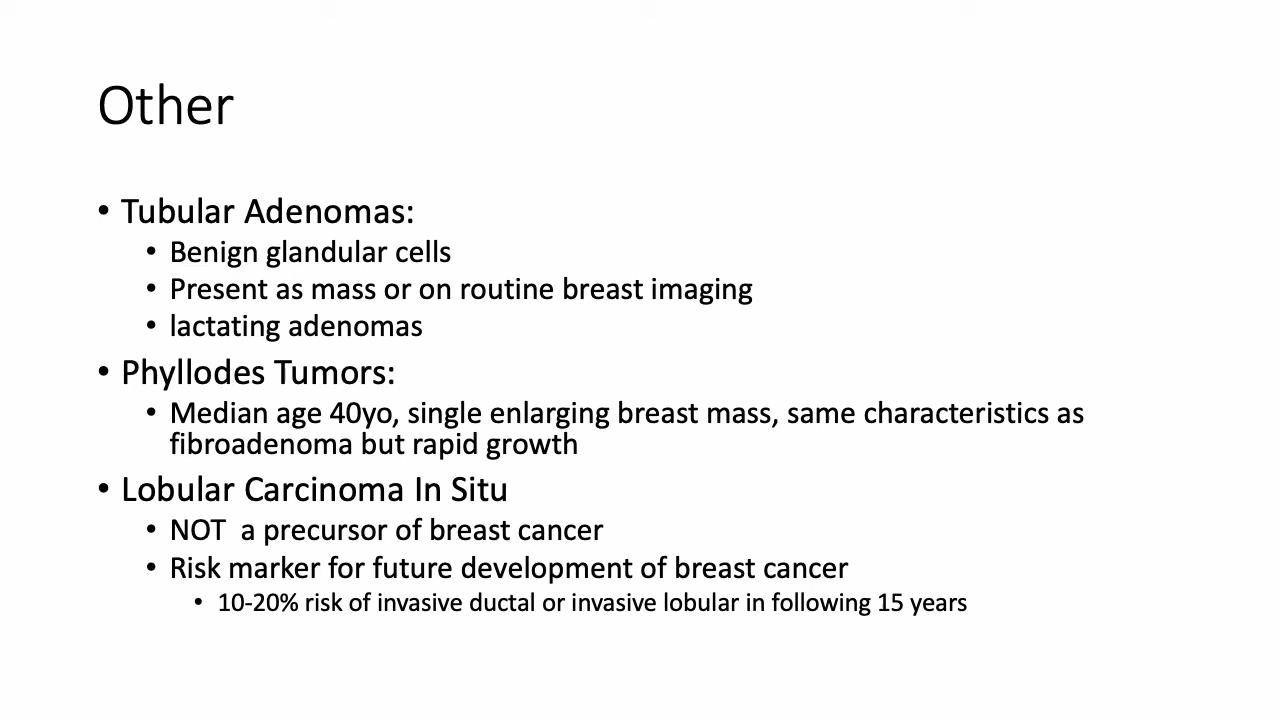 Other
• Tubular Adenomas:
• Benign glandular cells
• Present as mass or on routine breast imaging
• lactating adenomas
• Phyllodes Tumors:
• Median age 40yo, single enlarging breast mass, same characteristics as
fibroadenoma but rapid growth
• Lobular Carcinoma In Situ
• NOT  a precursor of breast cancer
• Risk marker for future development of breast cancer
• 10-20% risk of invasive ductal or invasive lobular in following 15 years